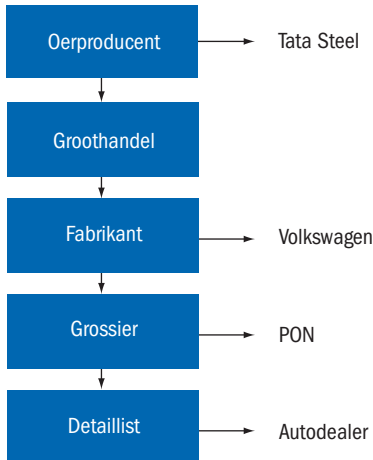 Oerproducent
Tata Steel
Groothandel
Fabrikant
Volkswagen
Grossier
PON
Detaillist
Autodealer